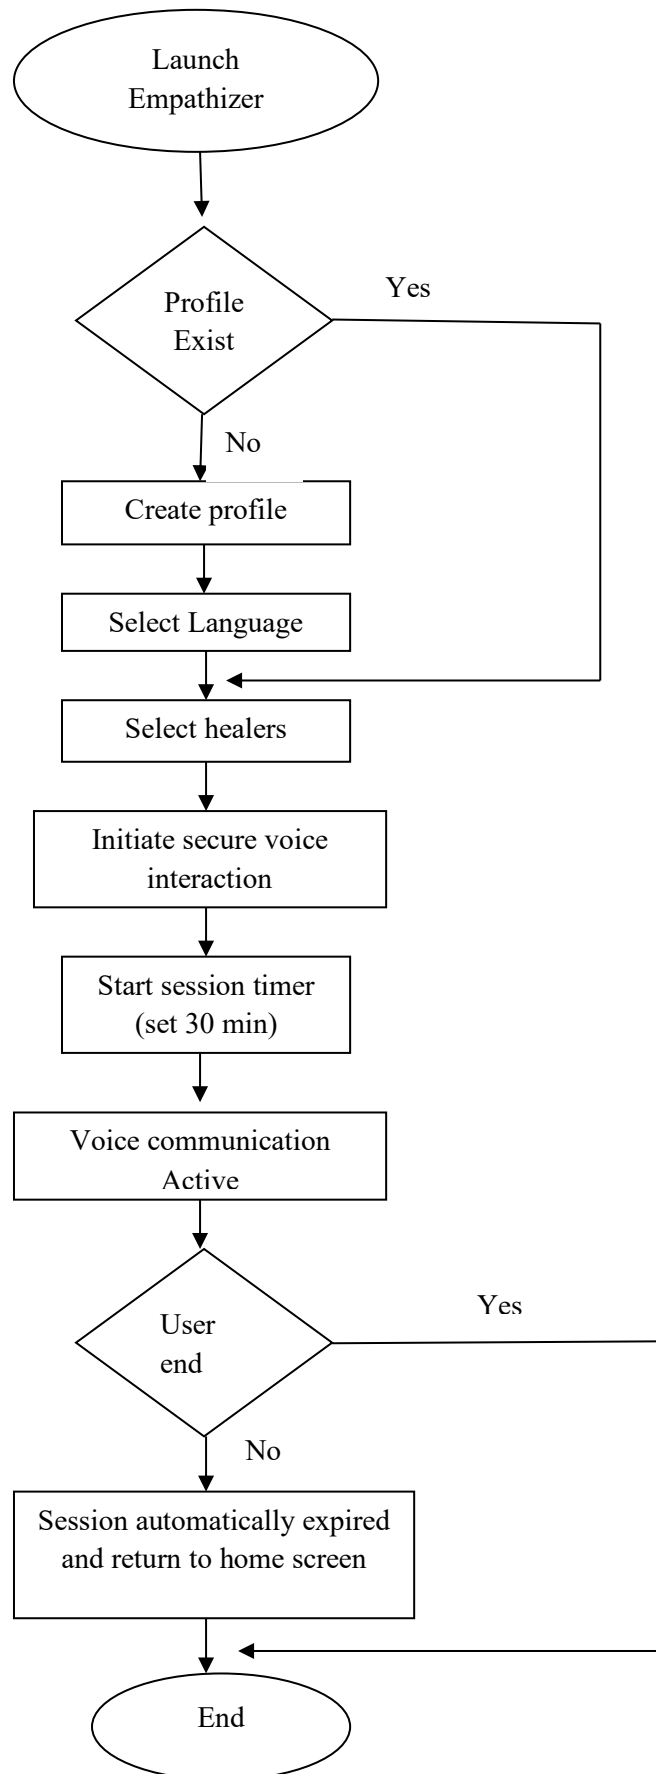 Launch
Empathizer
Yes
Profile
Exist
No
Create profile
Select Language
Select healers
Initiate secure voice
interaction
Start session timer
(set 30 min)
Voice communication
Active
Yes
User
end
No
Session automatically expired
and return to home screen
End